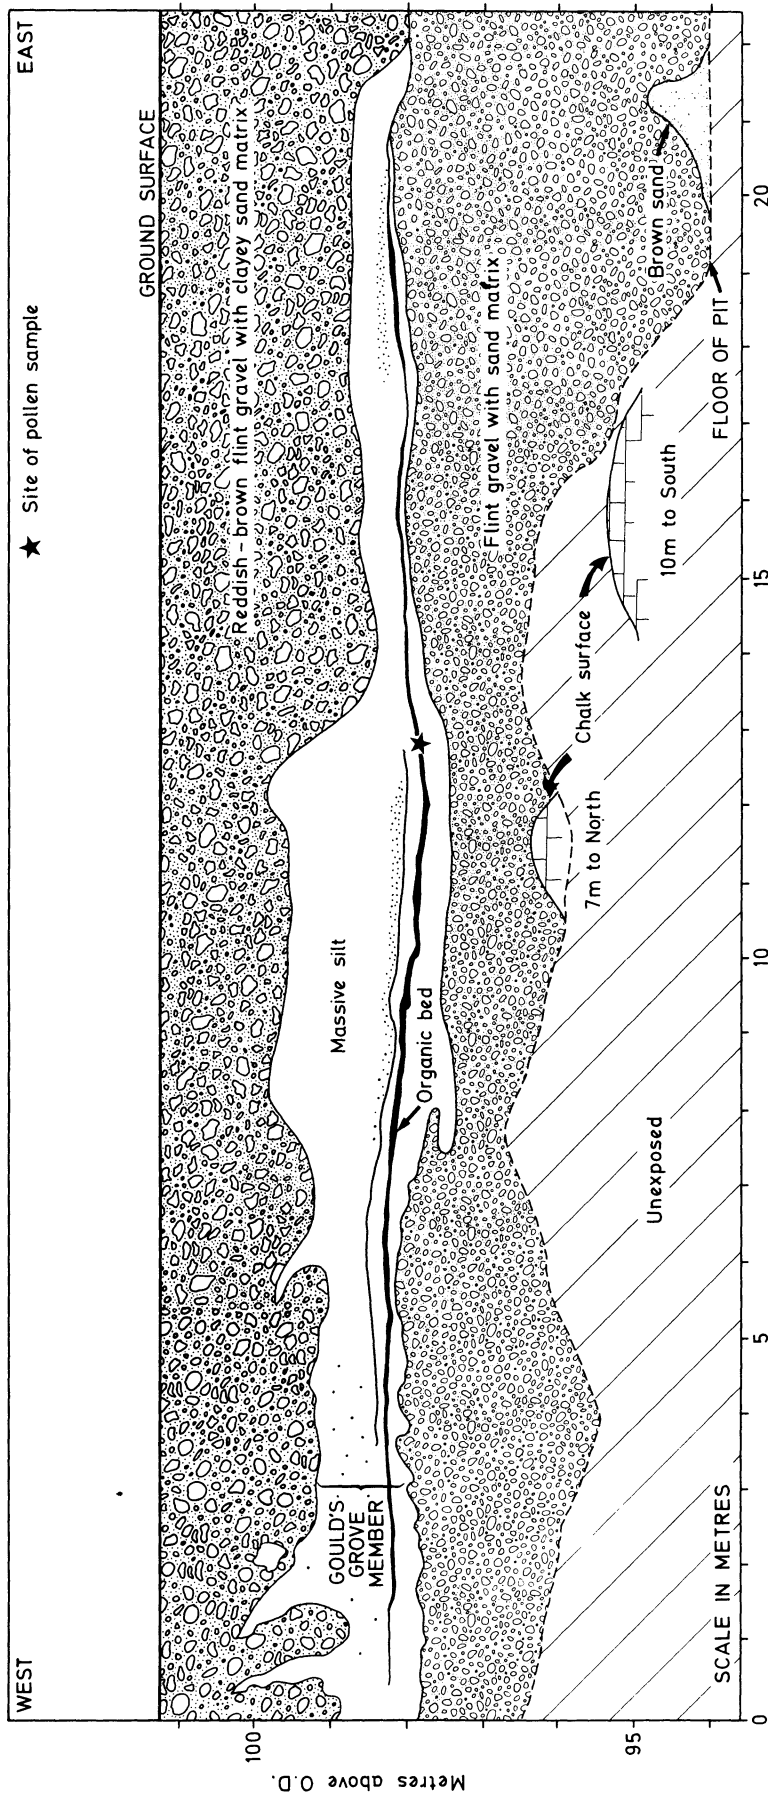 WEST
EAST
★ Site of pollen sample
GROUND SURFACE
Reddish-brown flint gravel with clayey sand matrix
Massive silt
GOULD'S
GROVE
MEMBER
Organic bed
Flint gravel with sand matrix
Brown sand
Chalk surface
7m to North
10m to South
Unexposed
FLOOR OF PIT
SCALE IN METRES
Metres above O.D.
100
95
0
5
10
15
20